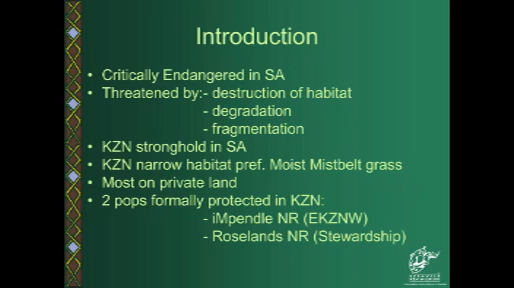 Introduction
• Critically Endangered in SA
• Threatened by:- destruction of habitat
- degradation
- fragmentation
• KZN stronghold in SA
• KZN narrow habitat pref. Moist Mistbelt grass
• Most on private land
• 2 pops formally protected in KZN:
- iMpendle NR (EKZNW)
- Roselands NR (Stewardship)